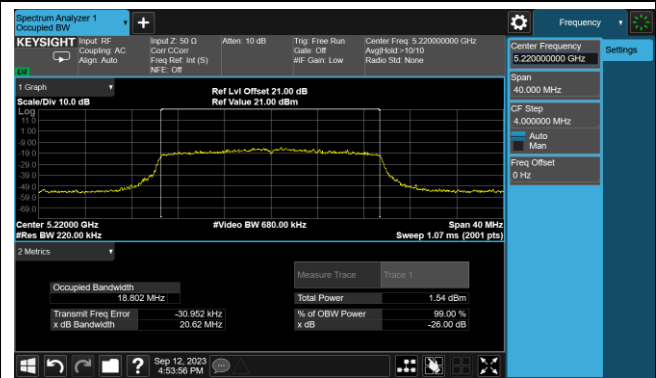 Spectrum Analyzer 1
Occupied BW
Frequency
KEYSIGHT
Input: RF
Coupling: AC
Align: Auto
Input Z: 50 Ω
Corr CCorr
Freq Ref: Int (S)
NFE: Off
Atten: 10 dB
Trig: Free Run
Gate: Off
#IF Gain: Low
Center Freq: 5.220000000 GHz
Avg|Hold:>10/10
Radio Std: None
Center Frequency
5.220000000 GHz
Settings
Span
40.000 MHz
CF Step
4.000000 MHz
Auto
Man
Freq Offset
0 Hz
1 Graph
Scale/Div 10.0 dB
Ref Lvl Offset 21.00 dB
Ref Value 21.00 dBm
Log
11.0
1.00
-9.00
-19.0
-29.0
-39.0
-49.0
-59.0
-69.0
Center 5.22000 GHz
#Res BW 220.00 kHz
#Video BW 680.00 kHz
Span 40 MHz
Sweep 1.07 ms (2001 pts)
2 Metrics
Measure Trace
Trace 1
Occupied Bandwidth
18.802 MHz
Total Power
1.54 dBm
Transmit Freq Error
-30.952 kHz
% of OBW Power
99.00 %
x dB Bandwidth
20.62 MHz
x dB
-26.00 dB
Sep 12, 2023
4:53:56 PM